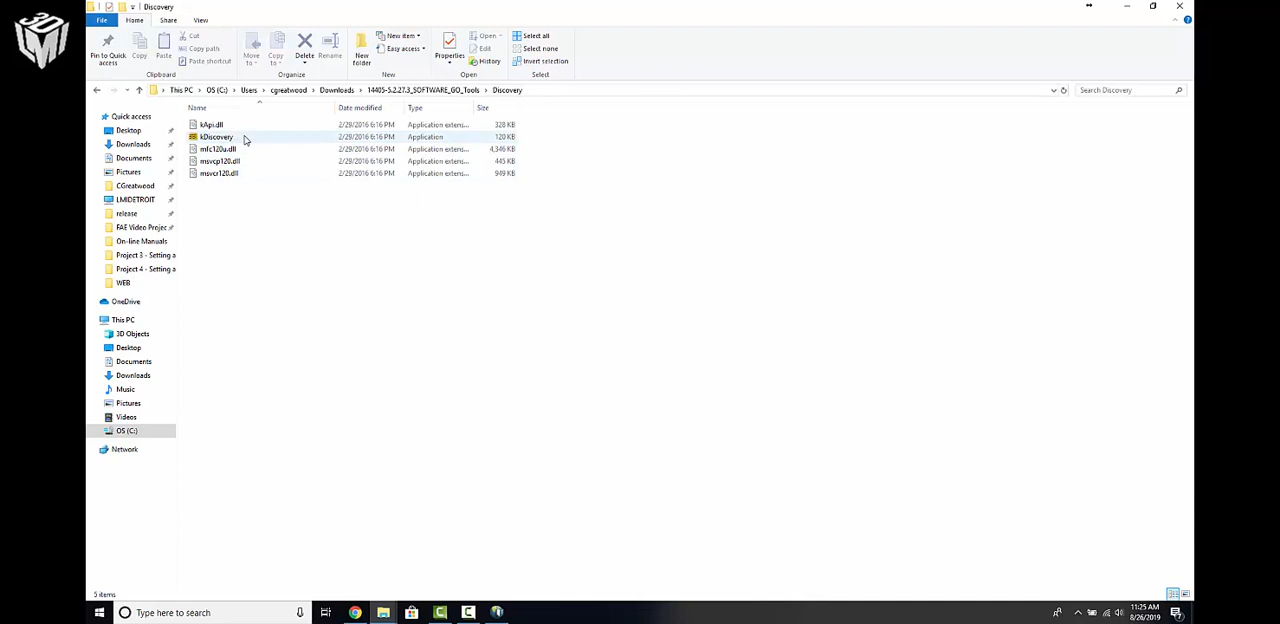 3D
M
Discovery
File Home Share View
Pin to Quick access
Copy
Paste
Cut
Copy path
Paste shortcut
Clipboard
Move to
Copy to
Delete
Rename
Organize
New folder
New item
Easy access
New
Properties
Open
Edit
History
Open
Select all
Select none
Invert selection
Select
This PC > OS (C:) > Users > cgreatwood > Downloads > 14405-5.2.27.3_SOFTWARE_GO_Tools > Discovery
Search Discovery
Name Date modified Type Size
kApi.dll 2/29/2016 6:16 PM Application extens... 328 KB
kDiscovery 2/29/2016 6:16 PM Application 120 KB
mfc120u.dll 2/29/2016 6:16 PM Application extens... 4,346 KB
msvcp120.dll 2/29/2016 6:16 PM Application extens... 445 KB
msvcr120.dll 2/29/2016 6:16 PM Application extens... 949 KB
Quick access
Desktop
Downloads
Documents
Pictures
CGreatwood
LMIDETROIT
release
FAE Video Projec
On-line Manuals
Project 3 - Setting a
Project 4 - Setting a
WEB
OneDrive
This PC
3D Objects
Desktop
Documents
Downloads
Music
Pictures
Videos
OS (C:)
Network
5 items
Type here to search
11:25 AM
8/26/2019